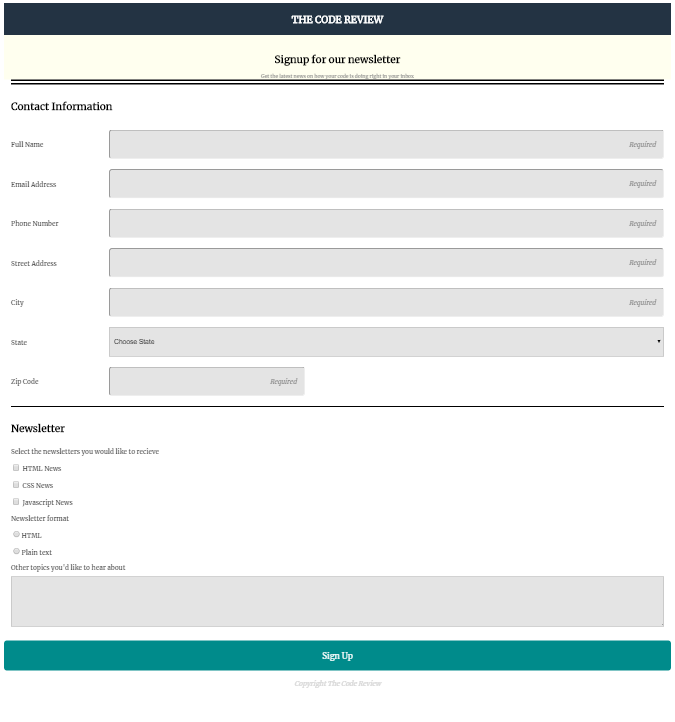 THE CODE REVIEW
Signup for our newsletter
Get the latest news on how your code is doing right in your inbox.
Contact Information
Full Name
Required
Email Address
Required
Phone Number
Required
Street Address
Required
City
Required
State
Choose State
Zip Code
Required
Newsletter
Select the newsletters you would like to recieve
HTML News
CSS News
Javascript News
Newsletter format
HTML
Plain text
Other topics you'd like to hear about
Sign Up
Copyright The Code Review